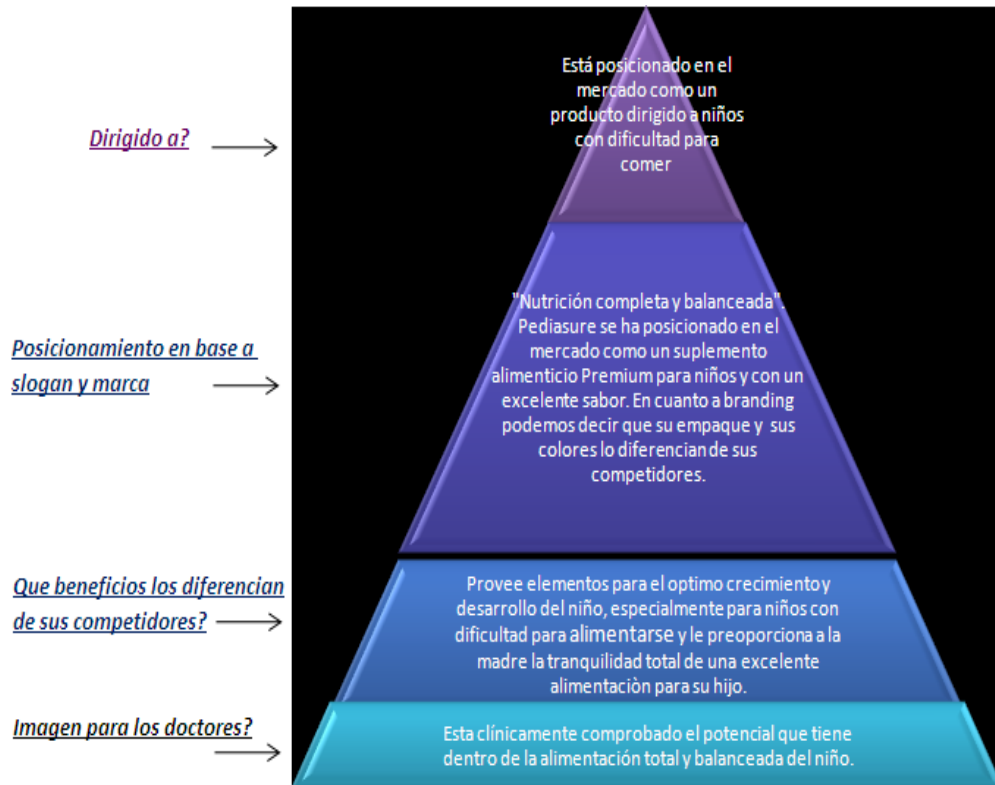 Dirigido a?
Está posicionado en el
mercado como un
producto dirigido a niños
con dificultad para
comer
Posicionamiento en base a
slogan y marca
"Nutrición completa y balanceada".
Pediasure se ha posicionado en el
mercado como un suplemento
alimenticio Premium para niños y con un
excelente sabor. En cuanto a branding
podemos decir que su empaque y sus
colores lo diferencian de sus
competidores.
Que beneficios los diferencian
de sus competidores?
Provee elementos para el optimo crecimiento y
desarrollo del niño, especialmente para niños con
dificultad para alimentarse y le preoporciona a la
madre la tranquilidad total de una excelente
alimentaciòn para su hijo.
Imagen para los doctores?
Esta clínicamente comprobado el potencial que tiene
dentro de la alimentación total y balanceada del niño.